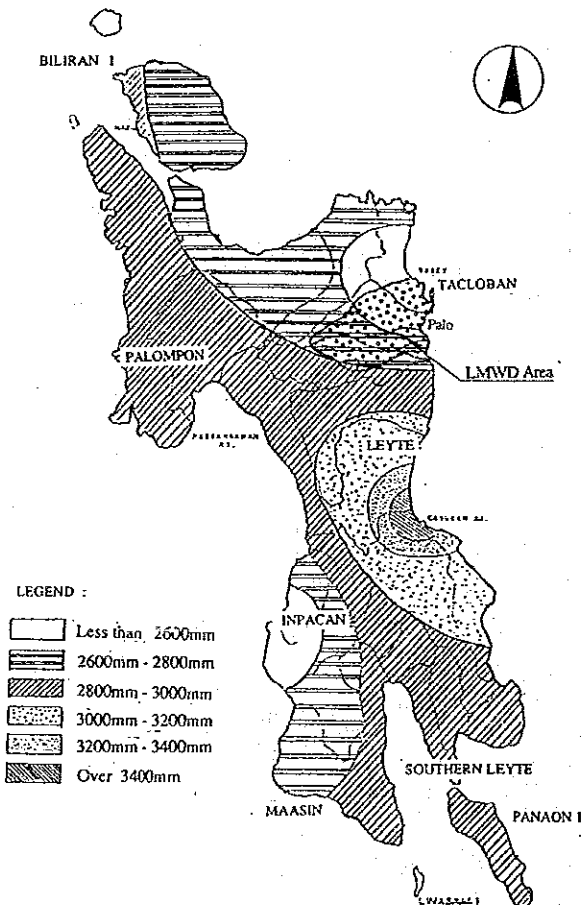 BILIRAN I
TACLOBAN
Palo
PALOMPON
LMWD Area
LEYTE
LEGEND :
Less than 2600mm
2600mm - 2800mm
2800mm - 3000mm
3000mm - 3200mm
3200mm - 3400mm
Over 3400mm
INPACAN
SOUTHERN LEYTE
MAASIN
PANAON I